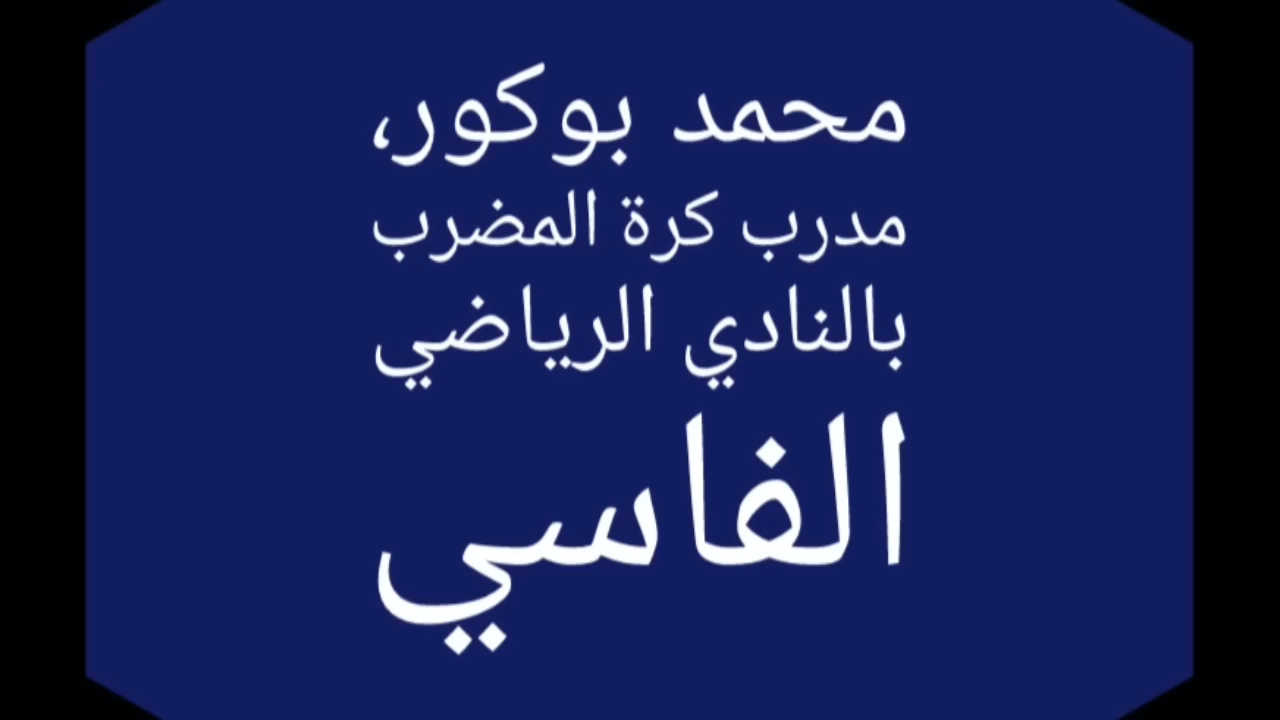 محمد بوكور،
مدرب كرة المضرب
بالنادي الرياضي
الفاسي